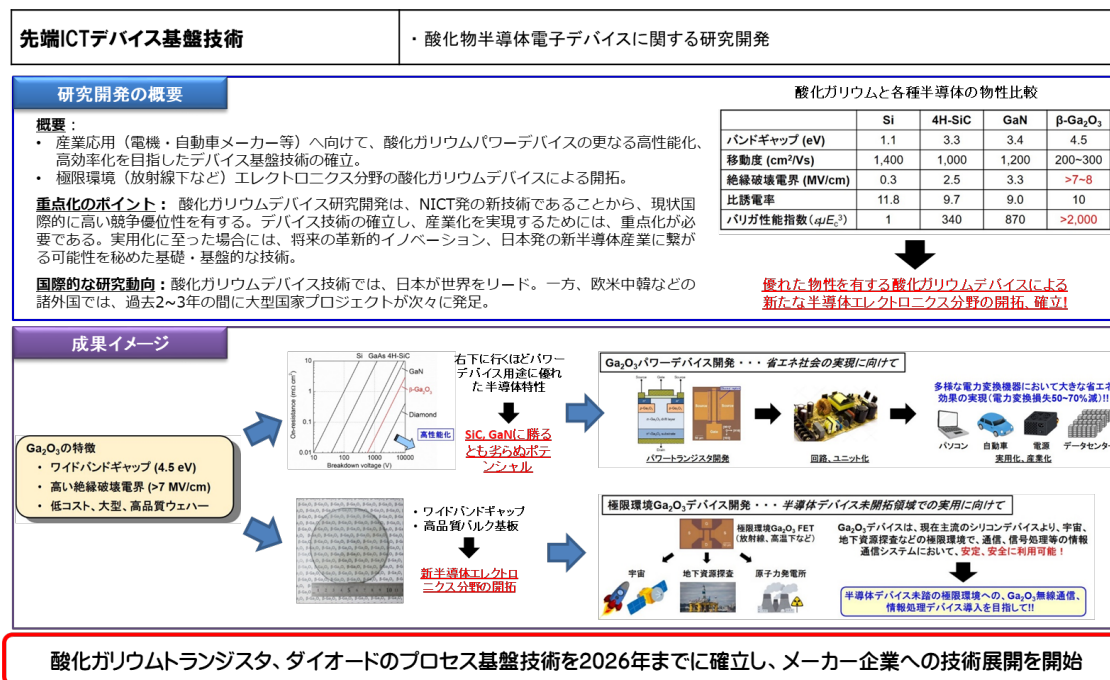 先端ICTデバイス基盤技術
・酸化物半導体電子デバイスに関する研究開発
研究開発の概要
概要：
• 産業応用（電機・自動車メーカー等）へ向けて、酸化ガリウムパワーデバイスの更なる高性能化、
高効率化を目指したデバイス基盤技術の確立。
• 極限環境（放射線下など）エレクトロニクス分野の酸化ガリウムデバイスによる開拓。
重点化のポイント： 酸化ガリウムデバイス研究開発は、NICT発の新技術であることから、現状国
際的に高い競争優位性を有する。デバイス技術の確立し、産業化を実現するためには、重点化が必
要である。実用化に至った場合には、将来の革新的イノベーション、日本発の新半導体産業に繋が
る可能性を秘めた基礎・基盤的な技術。
国際的な研究動向：酸化ガリウムデバイス技術では、日本が世界をリード。一方、欧米中韓などの
諸外国では、過去2~3年の間に大型国家プロジェクトが次々に発足。
酸化ガリウムと各種半導体の物性比較
Si 4H-SiC GaN β-Ga₂O₃
バンドギャップ (eV) 1.1 3.3 3.4 4.5
移動度 (cm²/Vs) 1,400 1,000 1,200 200~300
絶縁破壊電界 (MV/cm) 0.3 2.5 3.3 >7~8
比誘電率 11.8 9.7 9.0 10
バリガ性能指数(εμEc³) 1 340 870 >2,000
優れた物性を有する酸化ガリウムデバイスによる
新たな半導体エレクトロニクス分野の開拓、確立!
成果イメージ
Ga₂O₃の特徴
• ワイドバンドギャップ (4.5 eV)
• 高い絶縁破壊電界 (>7 MV/cm)
• 低コスト、大型、高品質ウェハー
Si GaAs 4H-SiC
GaN
β-Ga₂O₃
Diamond
高性能化
On-resistance (mΩ cm²)
100
10
1
0.1
0.01
10 100 1000 10000
Breakdown voltage (V)
右下に行くほどパワー
デバイス用途に優れ
た半導体特性
SiC, GaNに勝る
とも劣らぬポテ
ンシャル
Ga₂O₃パワーデバイス開発・・・省エネ社会の実現に向けて
パワートランジスタ開発
回路、ユニット化
多様な電力変換機器において大きな省エネ
効果の実現(電力変換損失50~70%減)!!
パソコン 自動車 電源 データセンター
実用化、産業化
• ワイドバンドギャップ
• 高品質バルク基板
新半導体エレクトロ
ニクス分野の開拓
極限環境Ga₂O₃デバイス開発・・・半導体デバイス未開拓領域での実用に向けて
極限環境Ga₂O₃ FET
(放射線、高温下など)
宇宙 地下資源探査 原子力発電所
Ga₂O₃デバイスは、現在主流のシリコンデバイスより、宇宙、
地下資源探査などの極限環境で、通信、信号処理等の情報
通信システムにおいて、安定、安全に利用可能！
半導体デバイス未踏の極限環境への、Ga₂O₃無線通信、
情報処理デバイス導入を目指して!!
酸化ガリウムトランジスタ、ダイオードのプロセス基盤技術を2026年までに確立し、メーカー企業への技術展開を開始